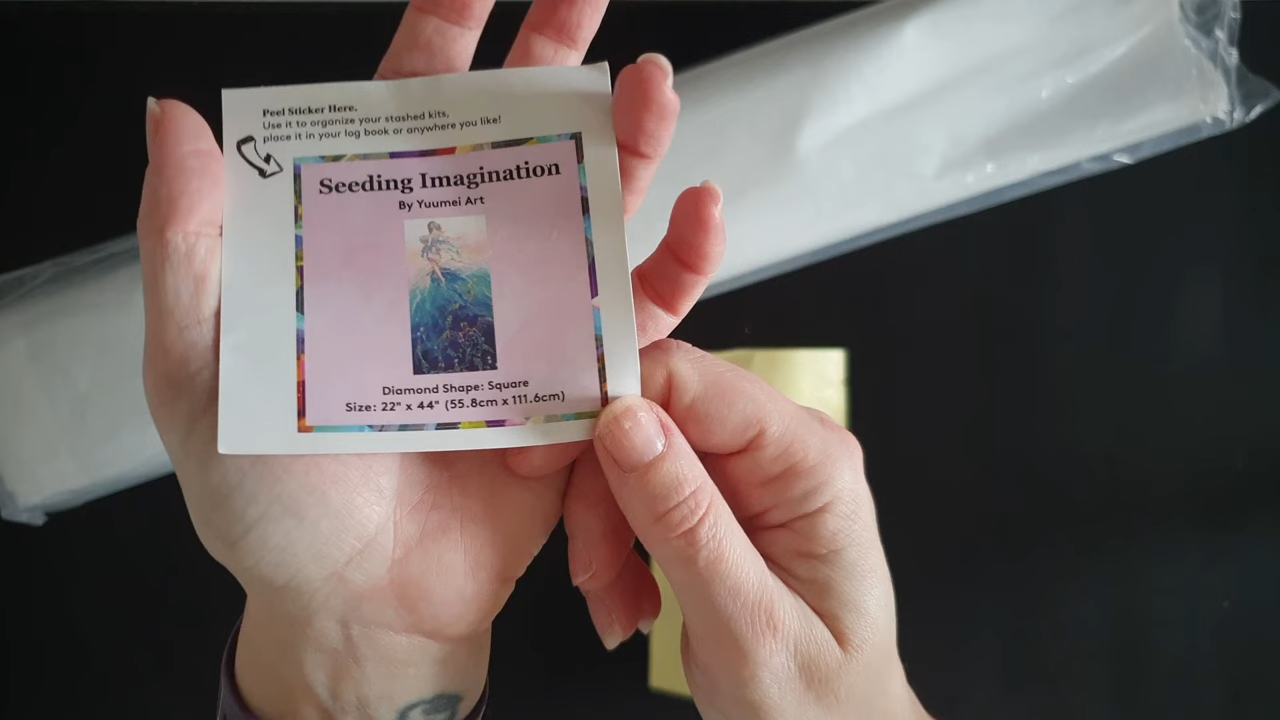 Peel Sticker Here.
Use it to organize your stashed kits,
place it in your log book or anywhere you like!
Seeding Imagination
By Yuumei Art
Diamond Shape: Square
Size: 22" x 44" (55.8cm x 111.6cm)